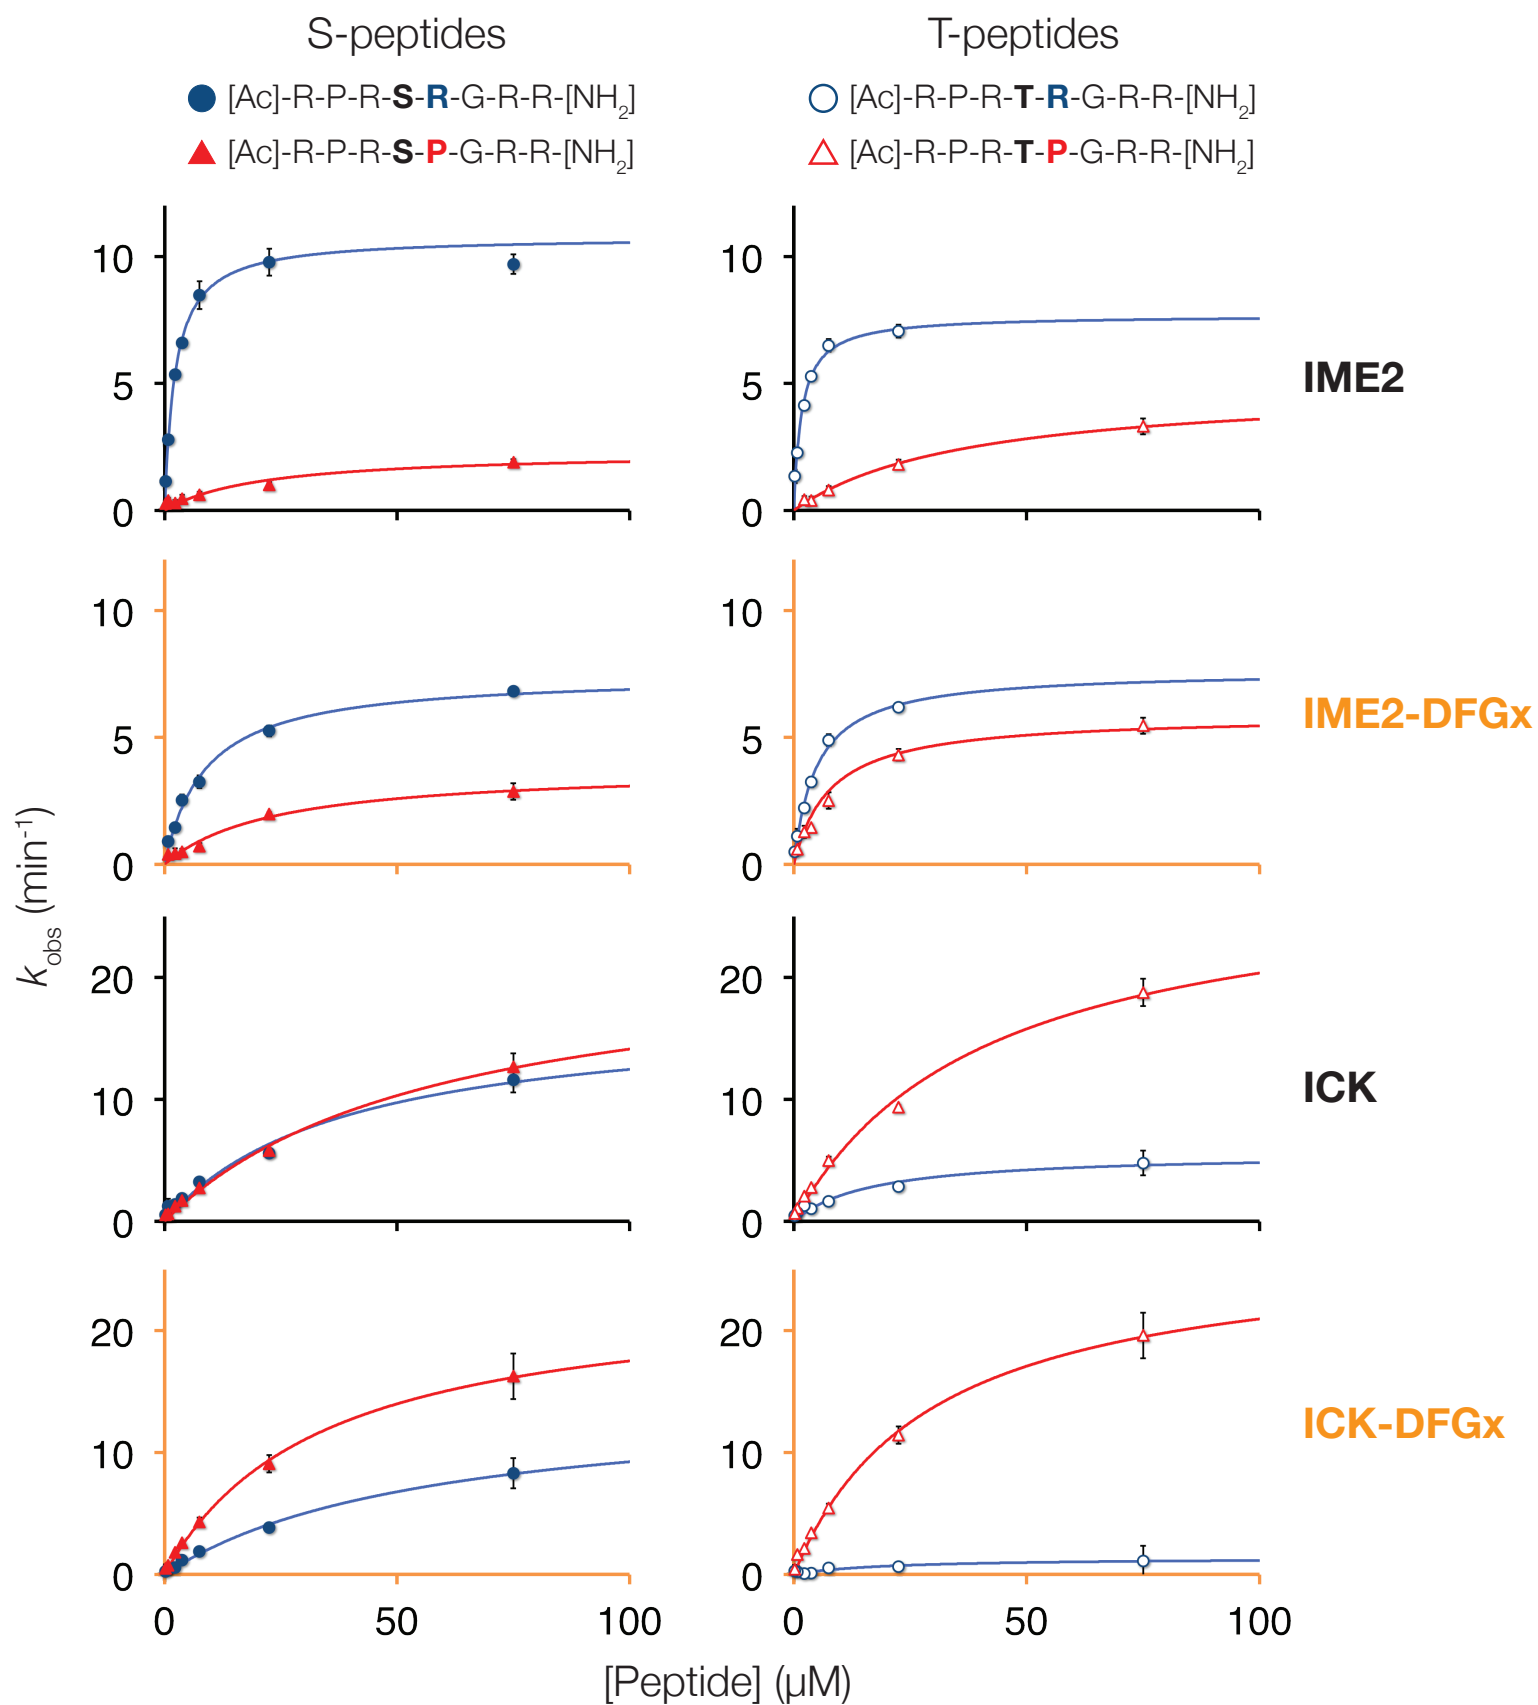 S-peptides
[Ac]-R-P-R-S-R-G-R-R-[NH2]
[Ac]-R-P-R-S-P-G-R-R-[NH2]
T-peptides
[Ac]-R-P-R-T-R-G-R-R-[NH2]
[Ac]-R-P-R-T-P-G-R-R-[NH2]
10
5
0
10
5
0
IME2
10
5
0
10
5
0
IME2-DFGx
20
10
0
20
10
0
ICK
20
10
0
20
10
0
ICK-DFGx
0 50 100
0 50 100
kobs (min-1)
[Peptide] (µM)